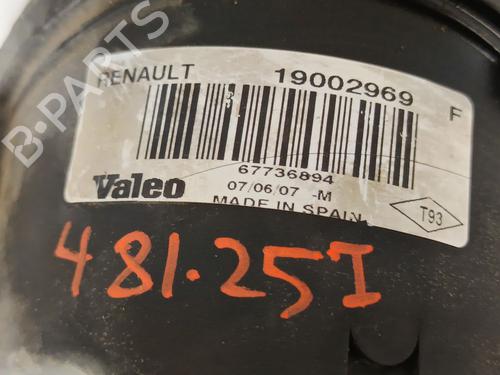 B-PARTS
RENAULT 19002969 F
67736894
Valeo 07/06/07 -M
MADE IN SPAIN
T93
481.25I